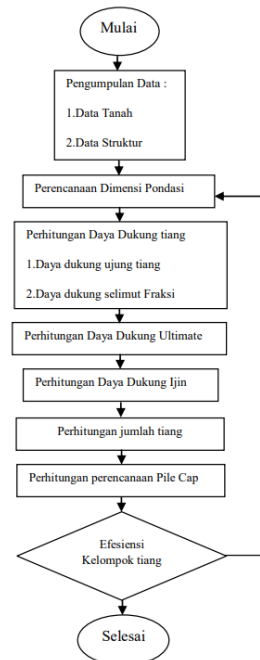 Mulai
Pengumpulan Data :
1.Data Tanah
2.Data Struktur
Perencanaan Dimensi Pondasi
Perhitungan Daya Dukung tiang
1.Daya dukung ujung tiang
2.Daya dukung selimut Fraksi
Perhitungan Daya Dukung Ultimate
Perhitungan Daya Dukung Ijin
Perhitungan jumlah tiang
Perhitungan perencanaan Pile Cap
Efesiensi
Kelompok tiang
Selesai